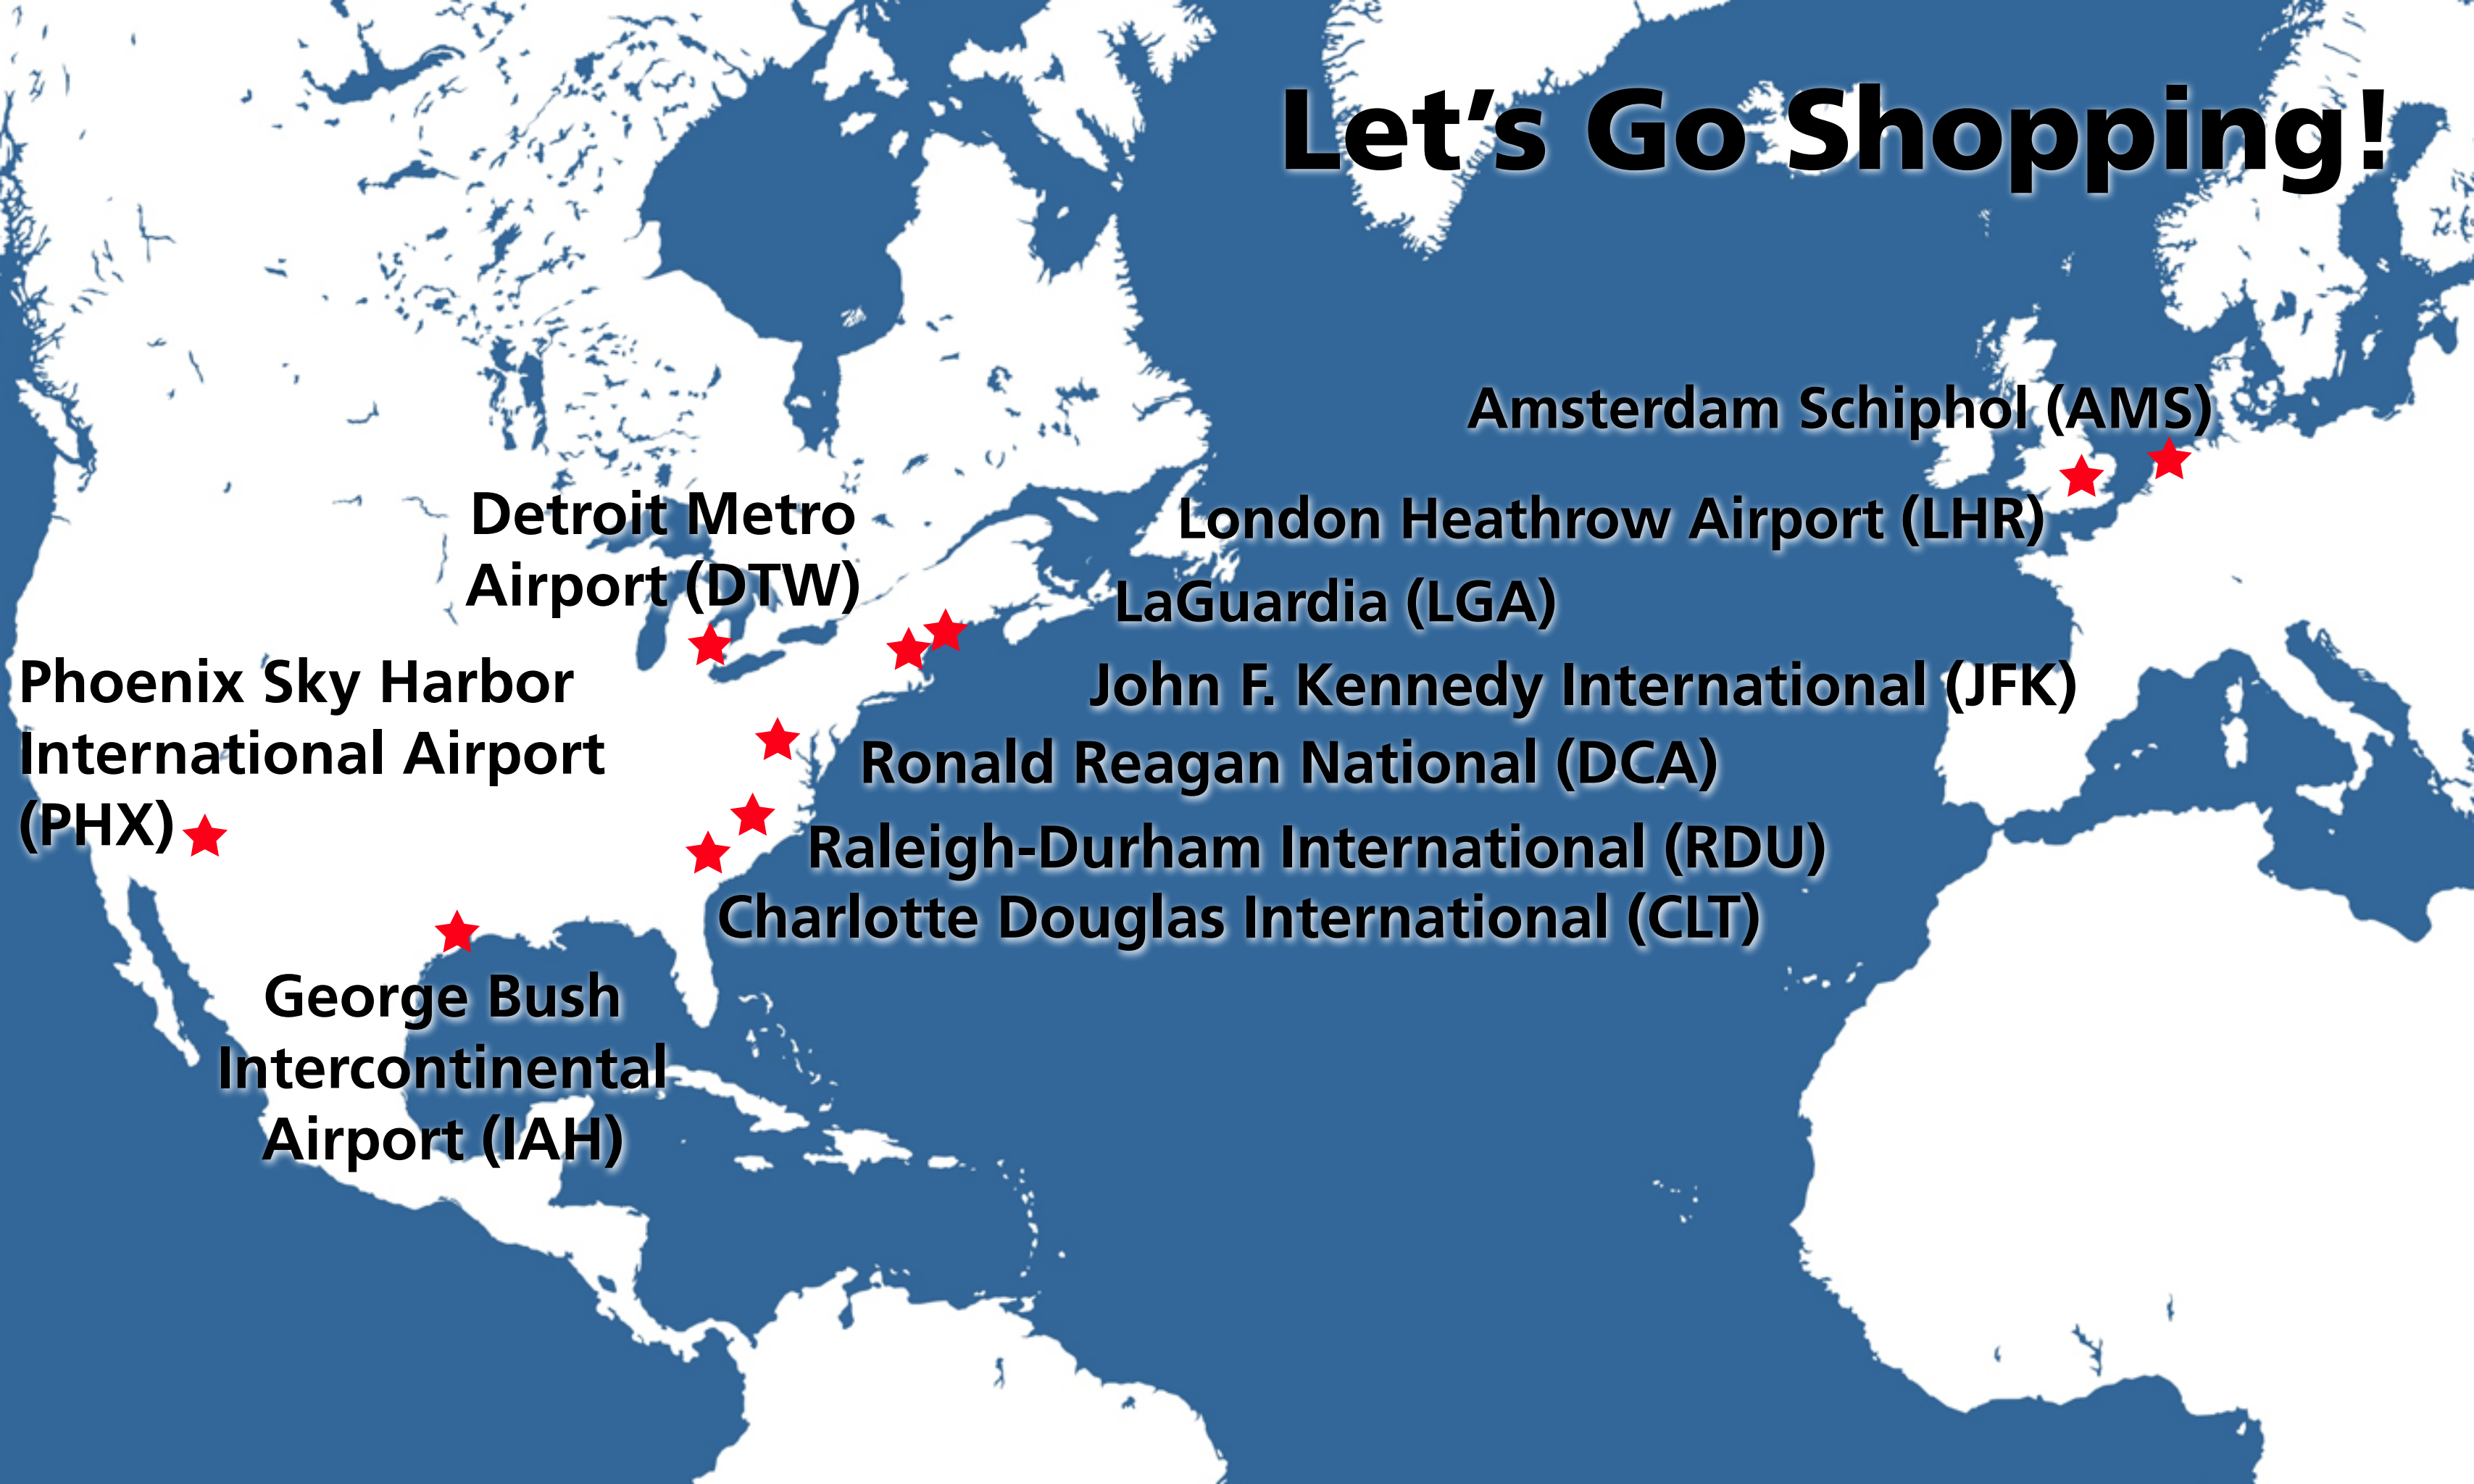 Let‘s Go Shopping!
Amsterdam Schiphol (AMS)
London Heathrow Airport (LHR)
Detroit Metro
Airport (DTW)
LaGuardia (LGA)
John F. Kennedy International (JFK)
Phoenix Sky Harbor
International Airport
(PHX)
Ronald Reagan National (DCA)
Raleigh-Durham International (RDU)
Charlotte Douglas International (CLT)
George Bush
Intercontinental
Airport (IAH)